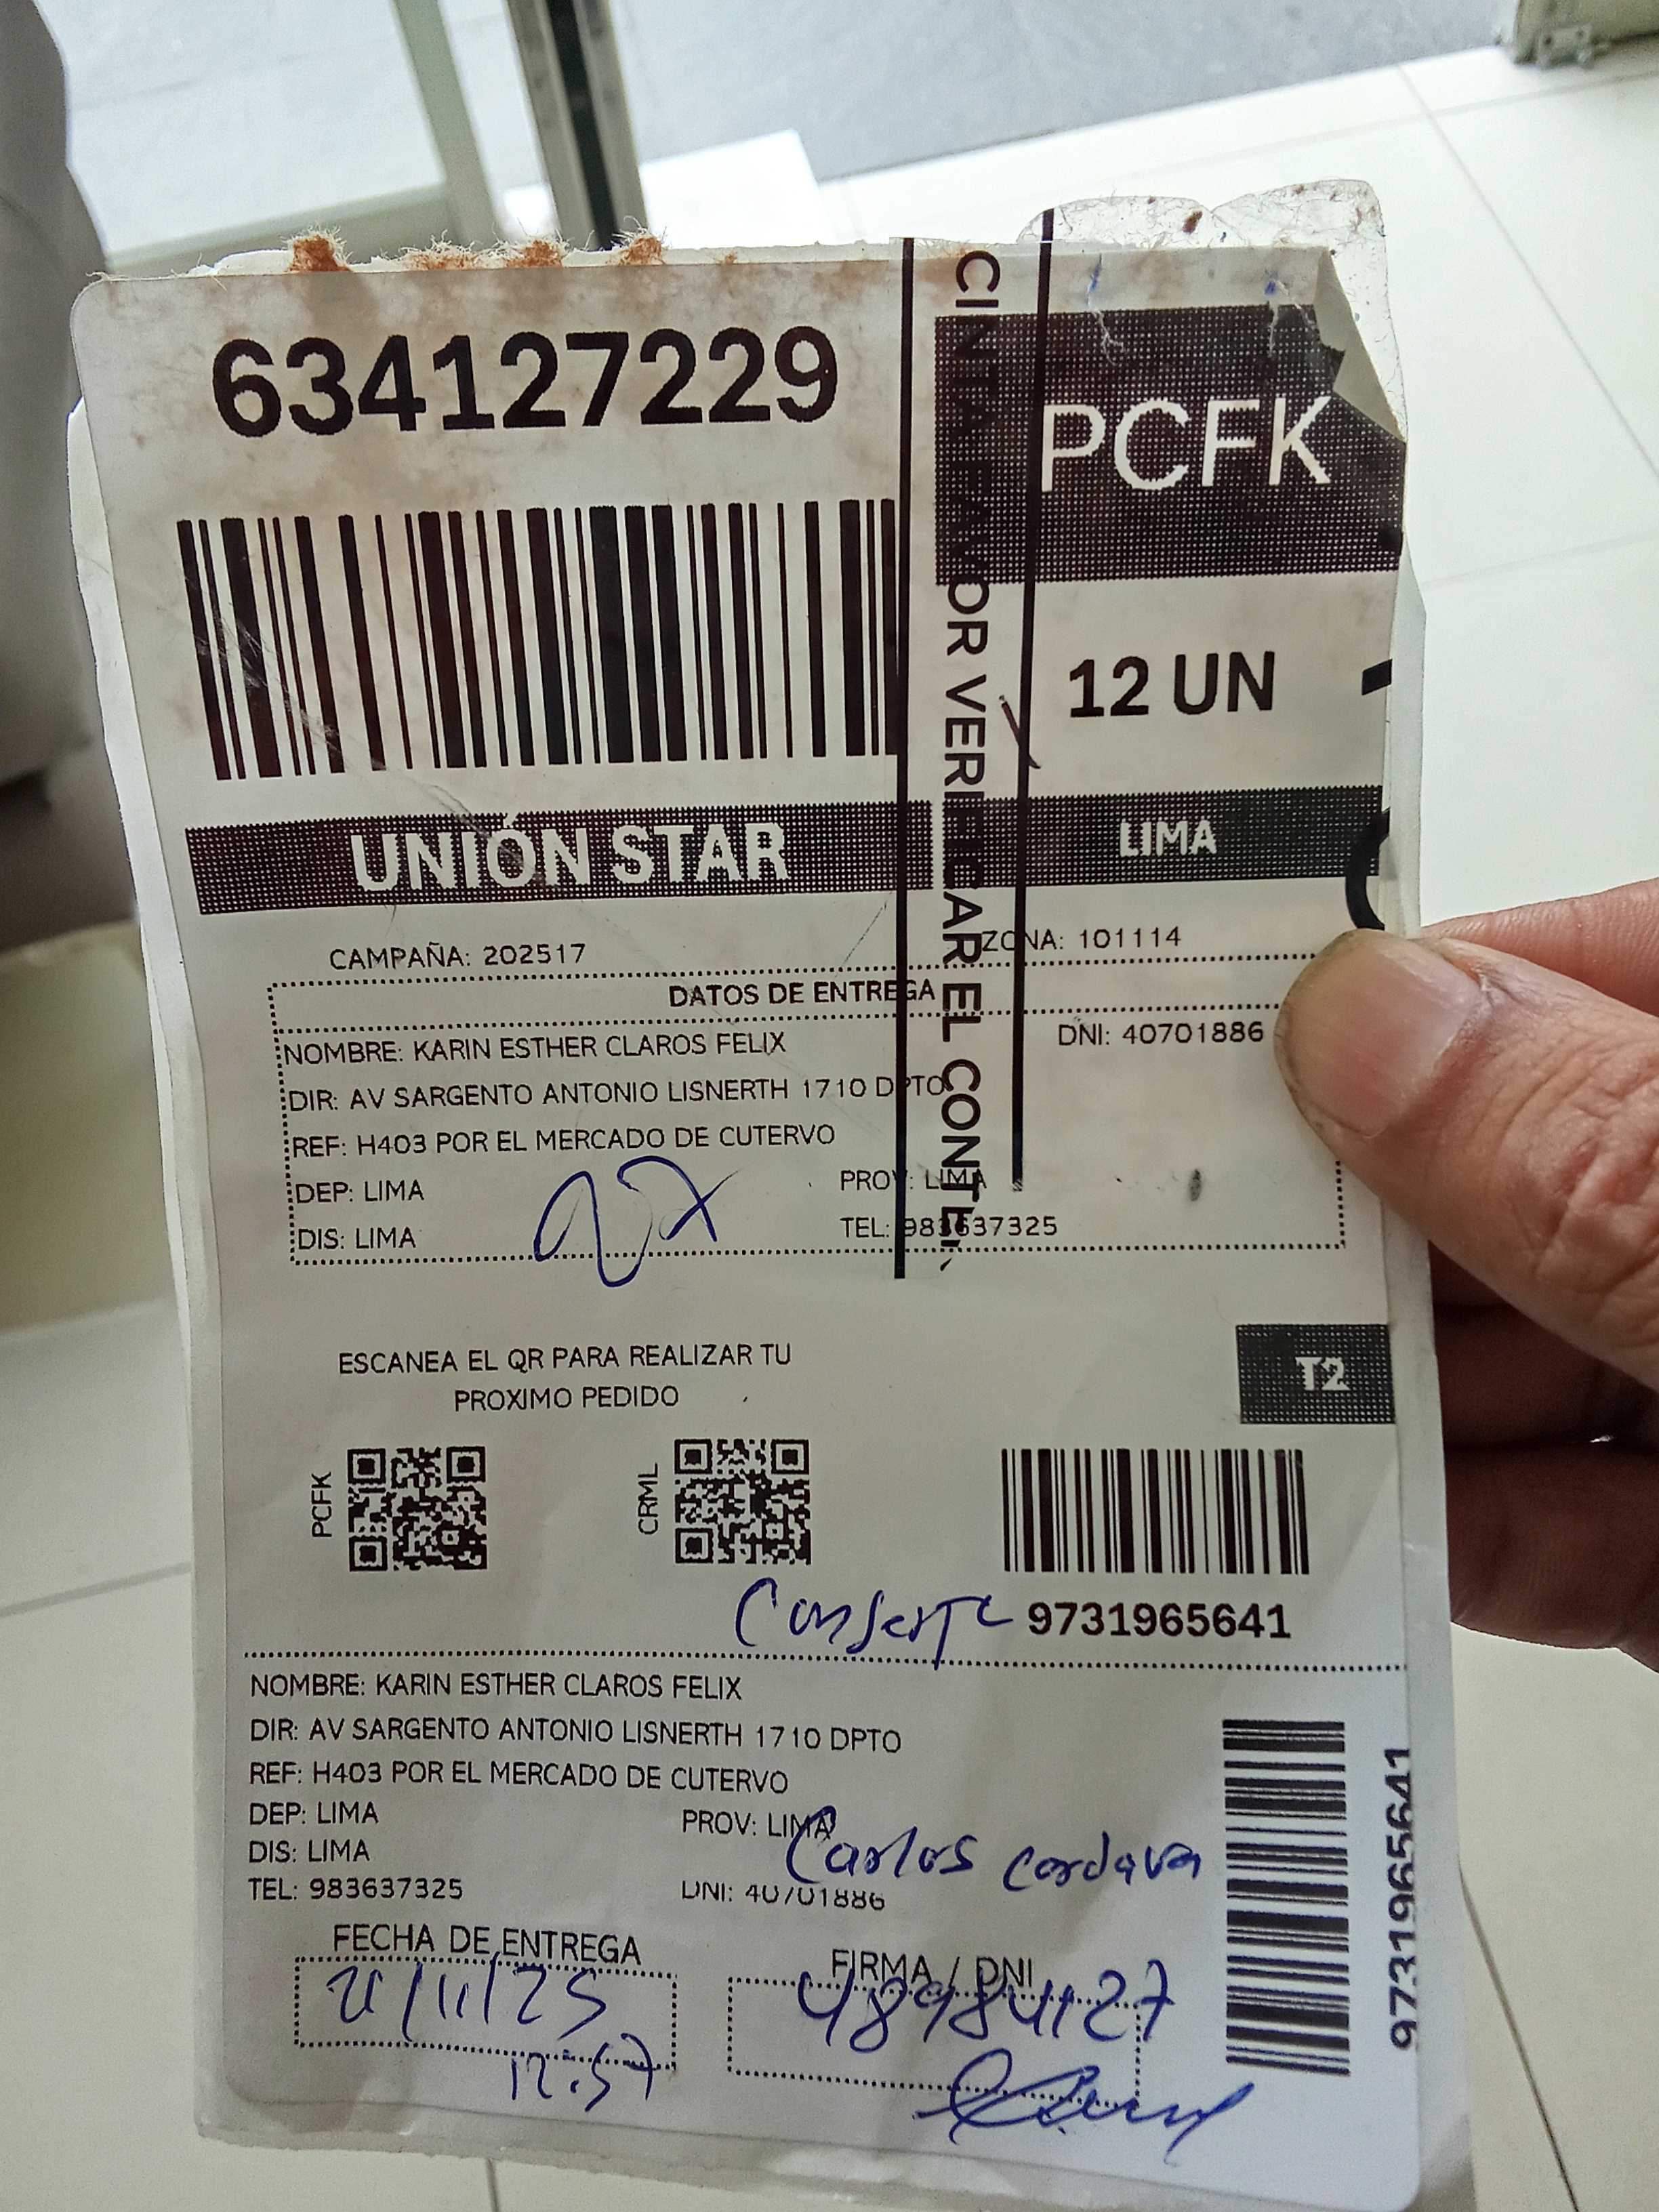 634127229
PCFK
12 UN
UNIÓN STAR
LIMA
CINTA FAVOR VERIFICAR EL CONTE
CAMPAÑA: 202517
ZONA: 101114
DATOS DE ENTREGA
NOMBRE: KARIN ESTHER CLAROS FELIX
DNI: 40701886
DIR: AV SARGENTO ANTONIO LISNERTH 1710 DPTO
REF: H403 POR EL MERCADO DE CUTERVO
DEP: LIMA
PROV: LIMA
DIS: LIMA
TEL: 983637325
ESCANEA EL QR PARA REALIZAR TU
PROXIMO PEDIDO
T2
PCFK
CRML
9731965641
NOMBRE: KARIN ESTHER CLAROS FELIX
DIR: AV SARGENTO ANTONIO LISNERTH 1710 DPTO
REF: H403 POR EL MERCADO DE CUTERVO
DEP: LIMA
PROV: LIMA
DIS: LIMA
Carlos cordova
TEL: 983637325
DNI: 40701886
9731965641
FECHA DE ENTREGA
FIRMA / DNI
21/11/25
48984127
12:57